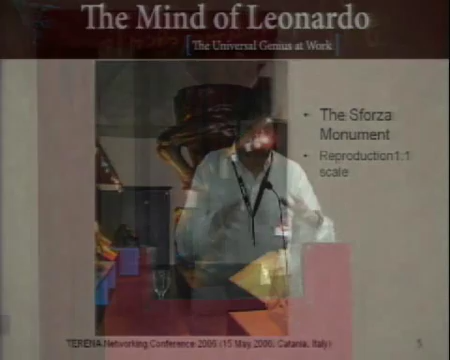 The Mind of Leonardo
[The Universal Genius at Work]
• The Sforza
Monument
• Reproduction1:1
scale
TERENA Networking Conference 2006 (15 May 2006, Catania, Italy)
5